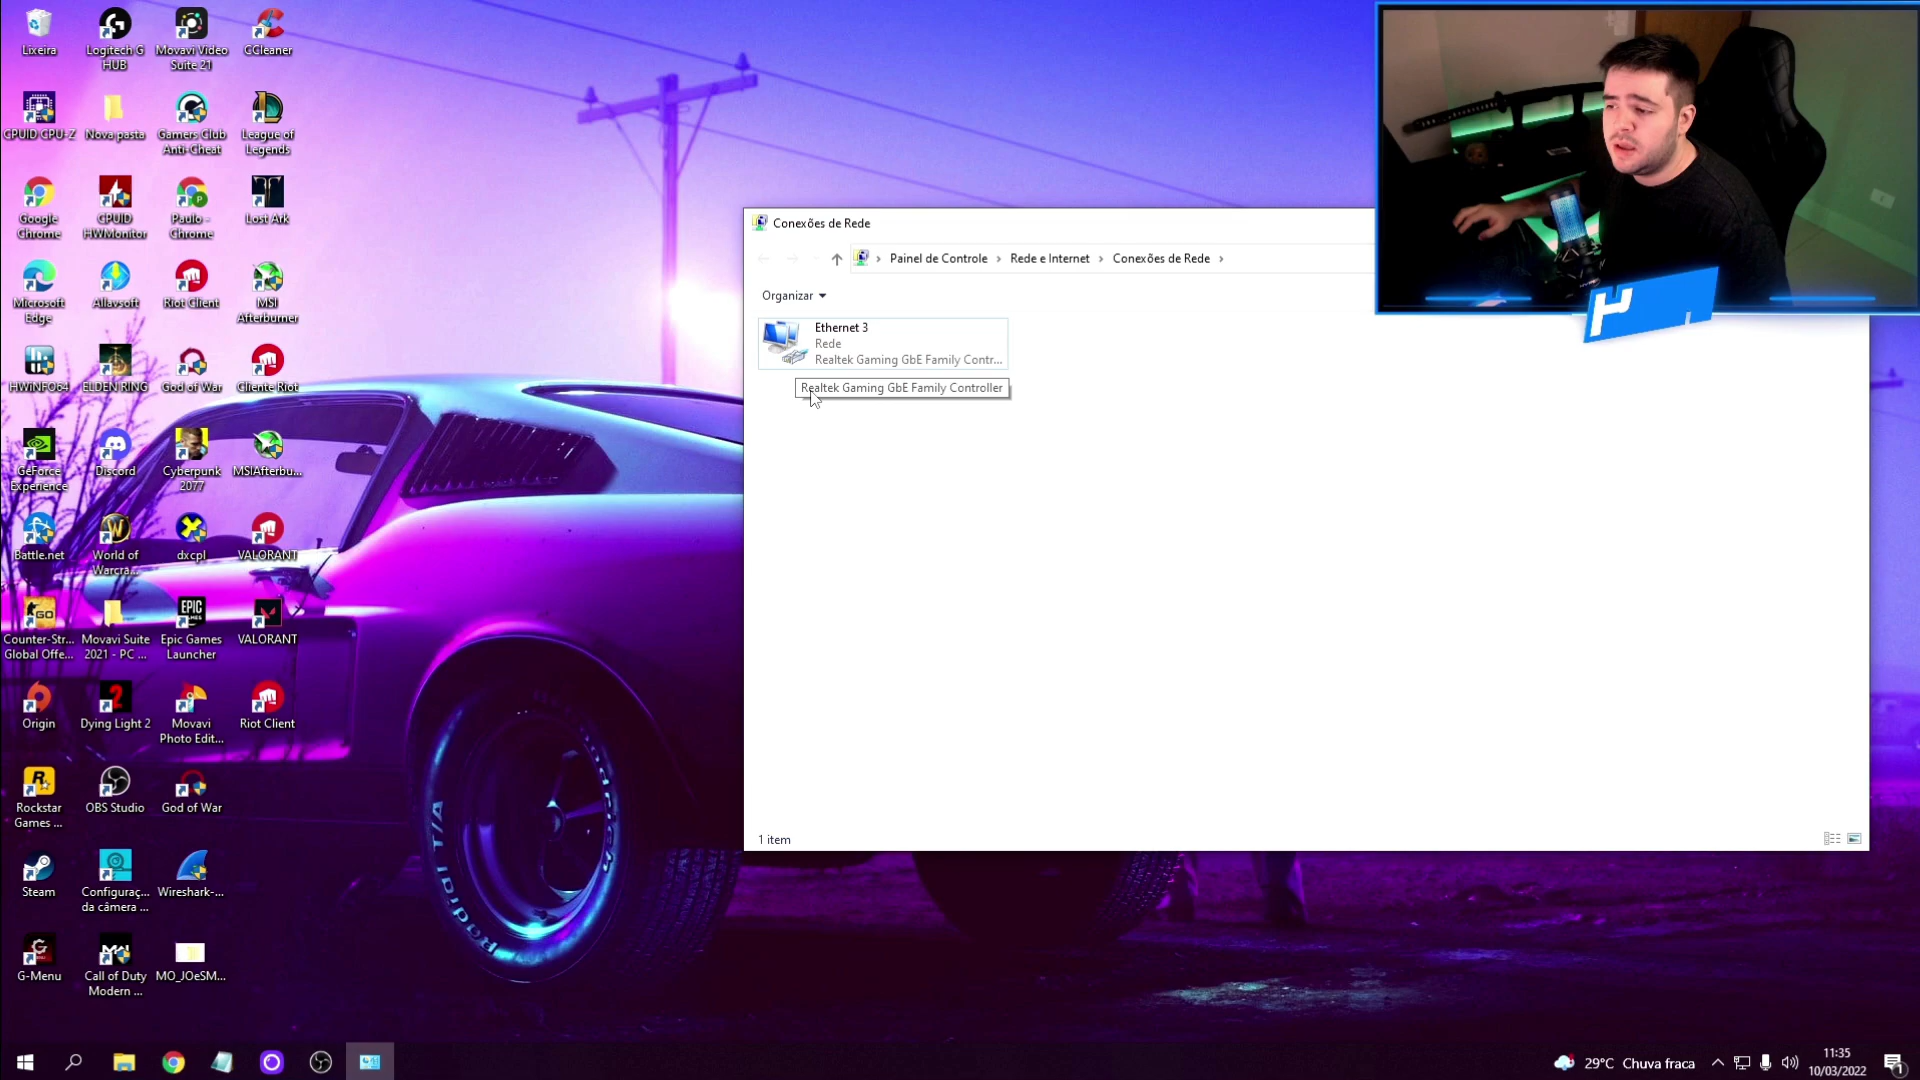 Lixeira
Logitech G
HUB
Movavi Video
Suite 21
CCleaner
CPUID CPU-Z
Nova pasta
Gamers Club
Anti-Cheat
League of
Legends
Google
Chrome
CPUID
HWMonitor
Paulo -
Chrome
Lost Ark
Microsoft
Edge
Allavsoft
Riot Client
MSI
Afterburner
HWiNFO64
ELDEN RING
God of War
Cliente Riot
GeForce
Experience
Discord
Cyberpunk
2077
MSIAfterbu...
Battle.net
World of
Warcra...
dxcpl
VALORANT
Counter-Str...
Global Offe...
Movavi Suite
2021 - PC ...
Epic Games
Launcher
VALORANT
Origin
Dying Light 2
Movavi
Photo Edit...
Riot Client
Rockstar
Games ...
OBS Studio
God of War
Steam
Configuraç...
da câmera ...
Wireshark-...
G-Menu
Call of Duty
Modern ...
MO_JOeSM...
Conexões de Rede
Painel de Controle
Rede e Internet
Conexões de Rede
Organizar
Ethernet 3
Rede
Realtek Gaming GbE Family Contr...
Realtek Gaming GbE Family Controller
1 item
Radial T/A
29°C Chuva fraca
11:35
10/03/2022
1